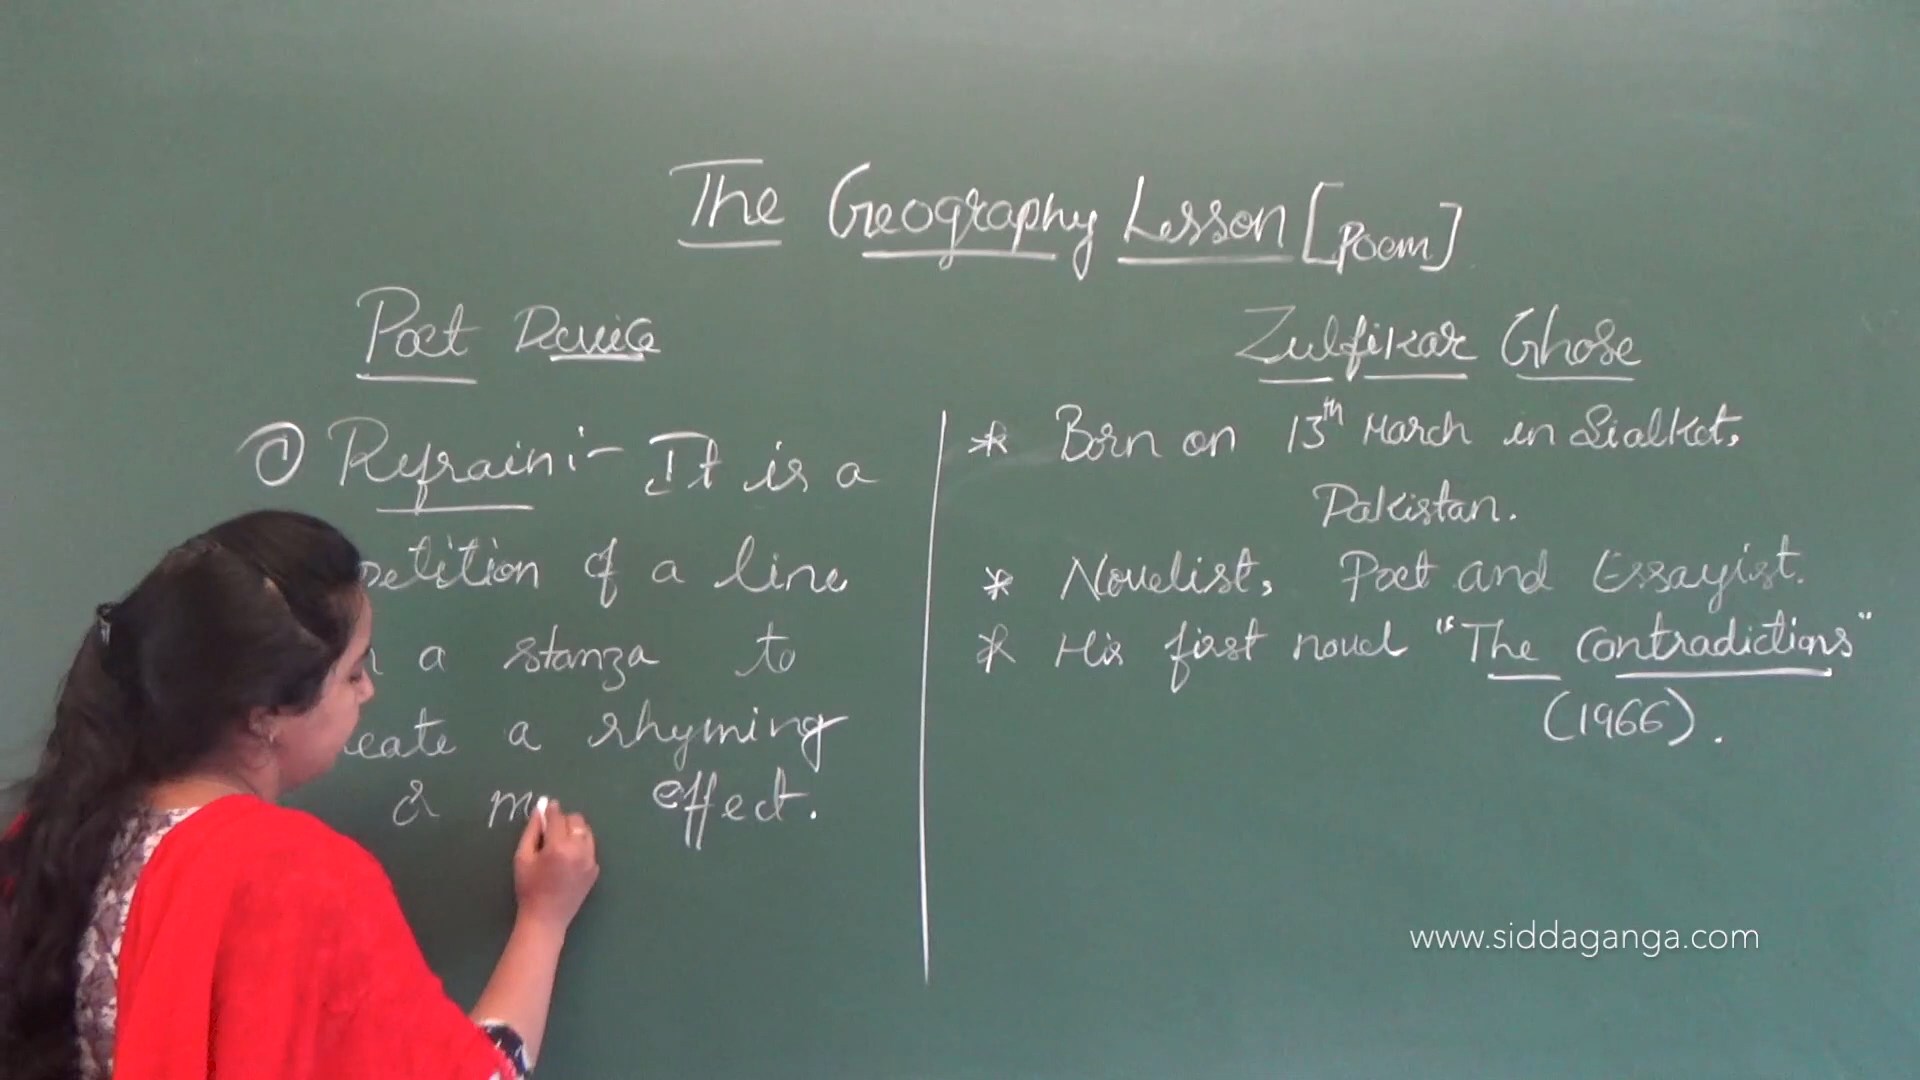 The Geography Lesson [Poem]
Poet Device
① Refrain:- It is a
petition of a line
a stanza to
eate a rhyming
& m effect.
Zulfikar Ghose
* Born on 13th March in Sialkot,
Pakistan.
* Novelist, Poet and Essayist.
* His first novel "The Contradictions"
(1966).
www.siddaganga.com